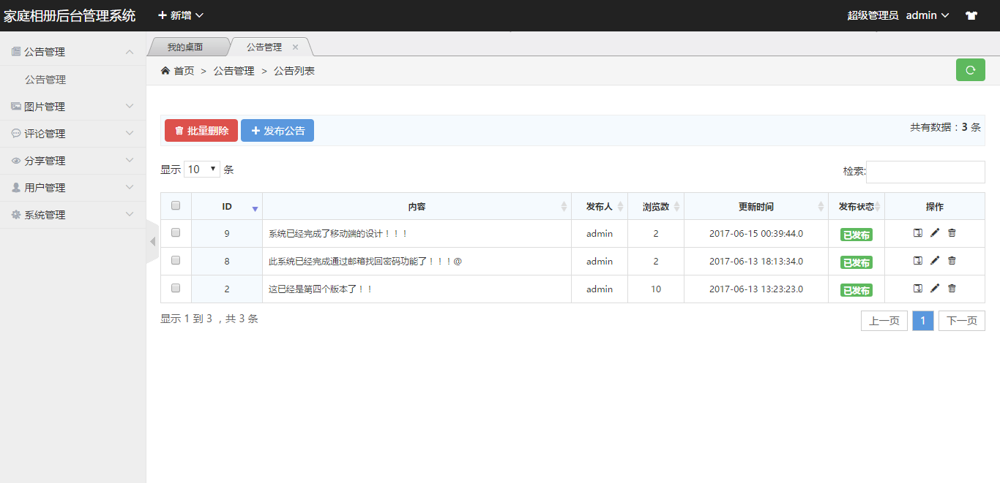 家庭相册后台管理系统 新增 超级管理员 admin
公告管理
公告管理
图片管理
评论管理
分享管理
用户管理
系统管理
我的桌面 公告管理
首页 > 公告管理 > 公告列表
批量删除 发布公告 共有数据：3 条
显示 10 条 检索:
ID 内容 发布人 浏览数 更新时间 发布状态 操作
9 系统已经完成了移动端的设计！！！ admin 2 2017-06-15 00:39:44.0 已发布
8 此系统已经完成通过邮箱找回密码功能了！！！@ admin 2 2017-06-13 18:13:34.0 已发布
2 这已经是第四个版本了！！ admin 10 2017-06-13 13:23:23.0 已发布
显示 1 到 3 ，共 3 条 上一页 1 下一页